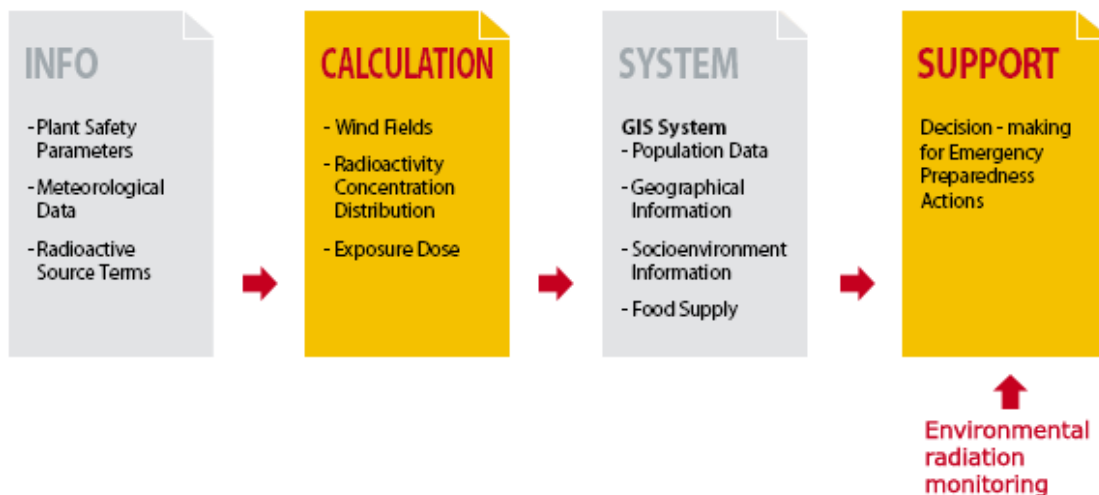 INFO
- Plant Safety
Parameters
- Meteorological
Data
- Radioactive
Source Terms
CALCULATION
- Wind Fields
- Radioactivity
Concentration
Distribution
- Exposure Dose
SYSTEM
GIS System
- Population Data
- Geographical
Information
- Socioenvironment
Information
- Food Supply
SUPPORT
Decision - making
for Emergency
Preparedness
Actions
Environmental
radiation
monitoring